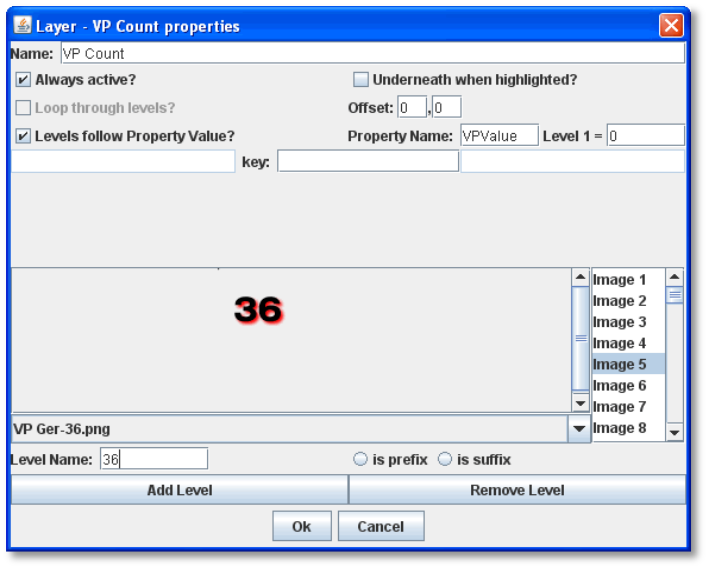 Layer - VP Count properties
Name: VP Count
Always active? Underneath when highlighted?
Loop through levels? Offset: 0 ,0
Levels follow Property Value? Property Name: VPValue Level 1 = 0
key:
36
Image 1
Image 2
Image 3
Image 4
Image 5
Image 6
Image 7
Image 8
VP Ger-36.png
Level Name: 36 is prefix is suffix
Add Level Remove Level
Ok Cancel